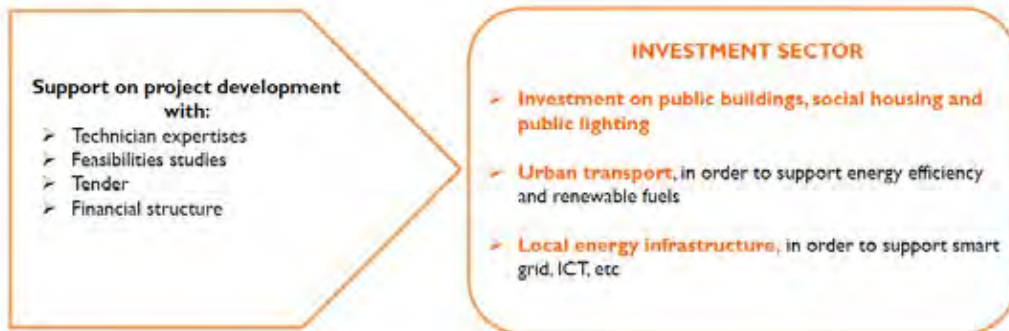 Support on project development
with:
➢ Technician expertises
➢ Feasibilities studies
➢ Tender
➢ Financial structure
INVESTMENT SECTOR
➢ Investment on public buildings, social housing and
public lighting
➢ Urban transport, in order to support energy efficiency
and renewable fuels
➢ Local energy infrastructure, in order to support smart
grid, ICT, etc